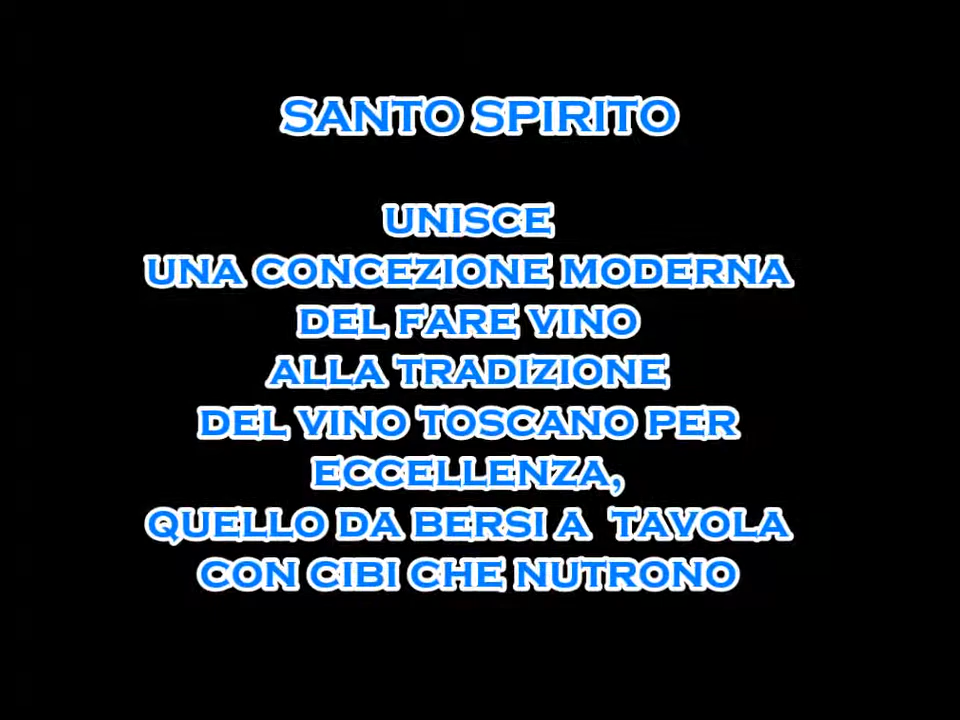 SANTO SPIRITO
UNISCE
UNA CONCEZIONE MODERNA
DEL FARE VINO
ALLA TRADIZIONE
DEL VINO TOSCANO PER
ECCELLENZA,
QUELLO DA BERSI A TAVOLA
CON CIBI CHE NUTRONO